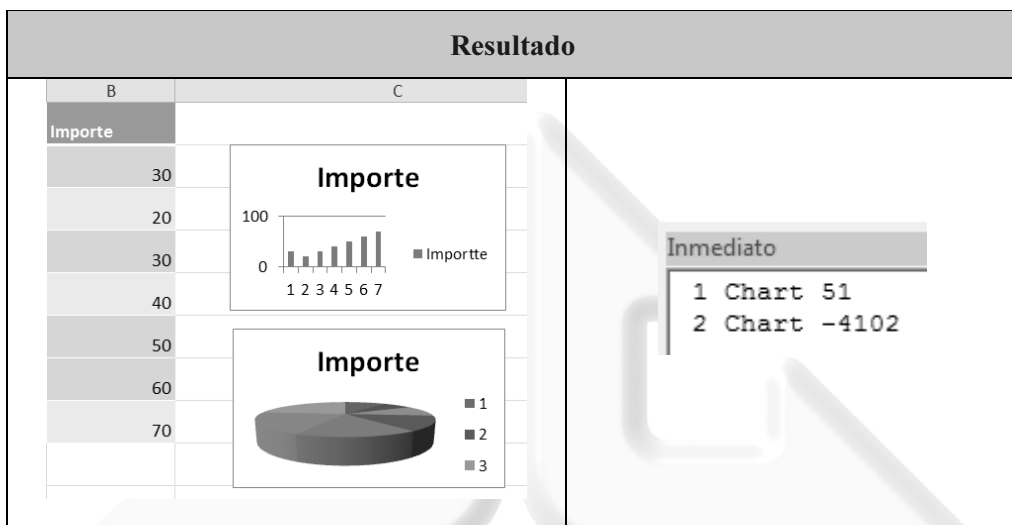 Resultado
B C
Importe
30
20
30
40
50
60
70
Importe
100
0
1 2 3 4 5 6 7
Importte
Importe
1
2
3
Inmediato
1 Chart 51
2 Chart -4102